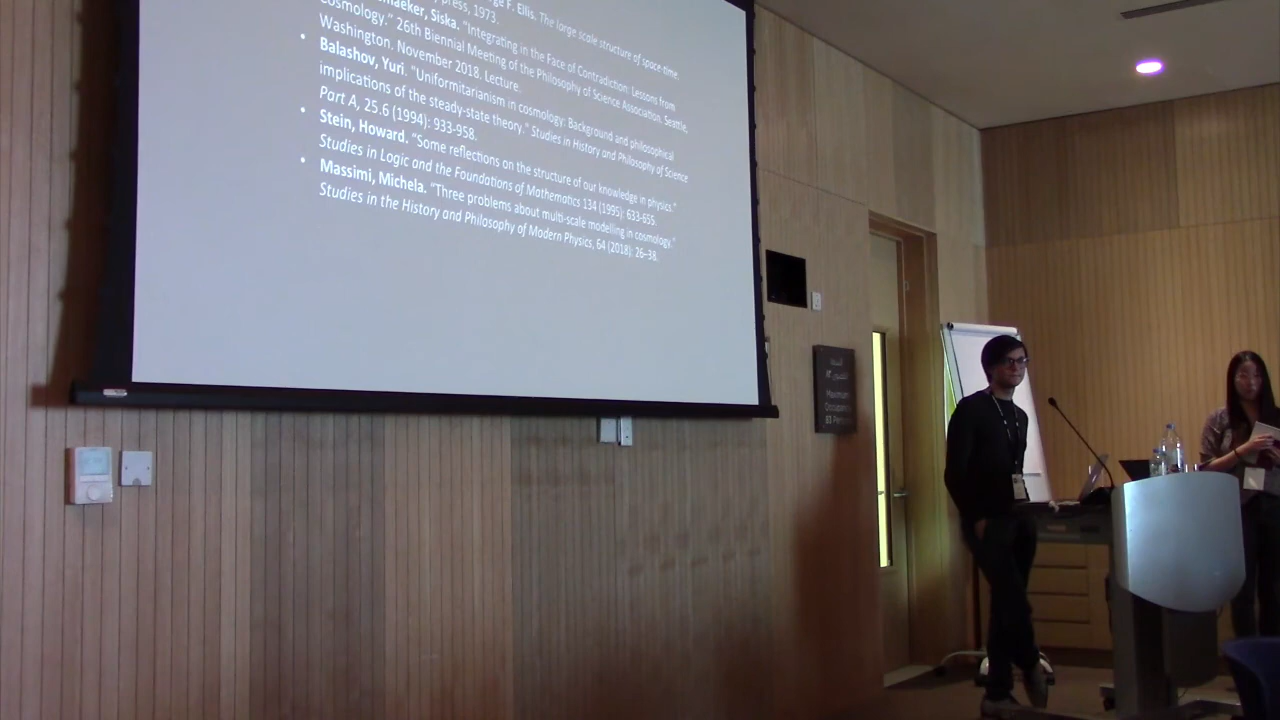 ge F. Ellis. The large scale structure of space-time.
press, 1973.
maeker, Siska. "Integrating in the Face of Contradiction: Lessons from
cosmology." 26th Biennial Meeting of the Philosophy of Science Association, Seattle,
Washington. November 2018. Lecture.
• Balashov, Yuri. "Uniformitarianism in cosmology: Background and philosophical
implications of the steady-state theory." Studies in History and Philosophy of Science
Part A, 25.6 (1994): 933-958.
• Stein, Howard. "Some reflections on the structure of our knowledge in physics."
Studies in Logic and the Foundations of Mathematics 134 (1995): 633-655.
• Massimi, Michela. "Three problems about multi-scale modelling in cosmology."
Studies in the History and Philosophy of Modern Physics, 64 (2018): 26–38.
Maximum
Occupancy